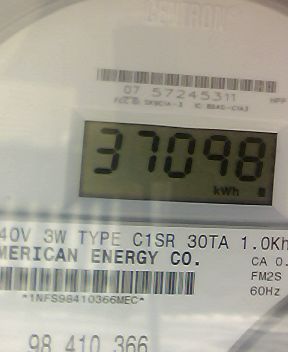 CENTRON
07 57245311
37098
kWh
40V 3W TYPE C1SR 30TA 1.0Kh
MERICAN ENERGY CO.
CA 0.
FM2S
60Hz
*1NFS98410366MEC*
98 410 366